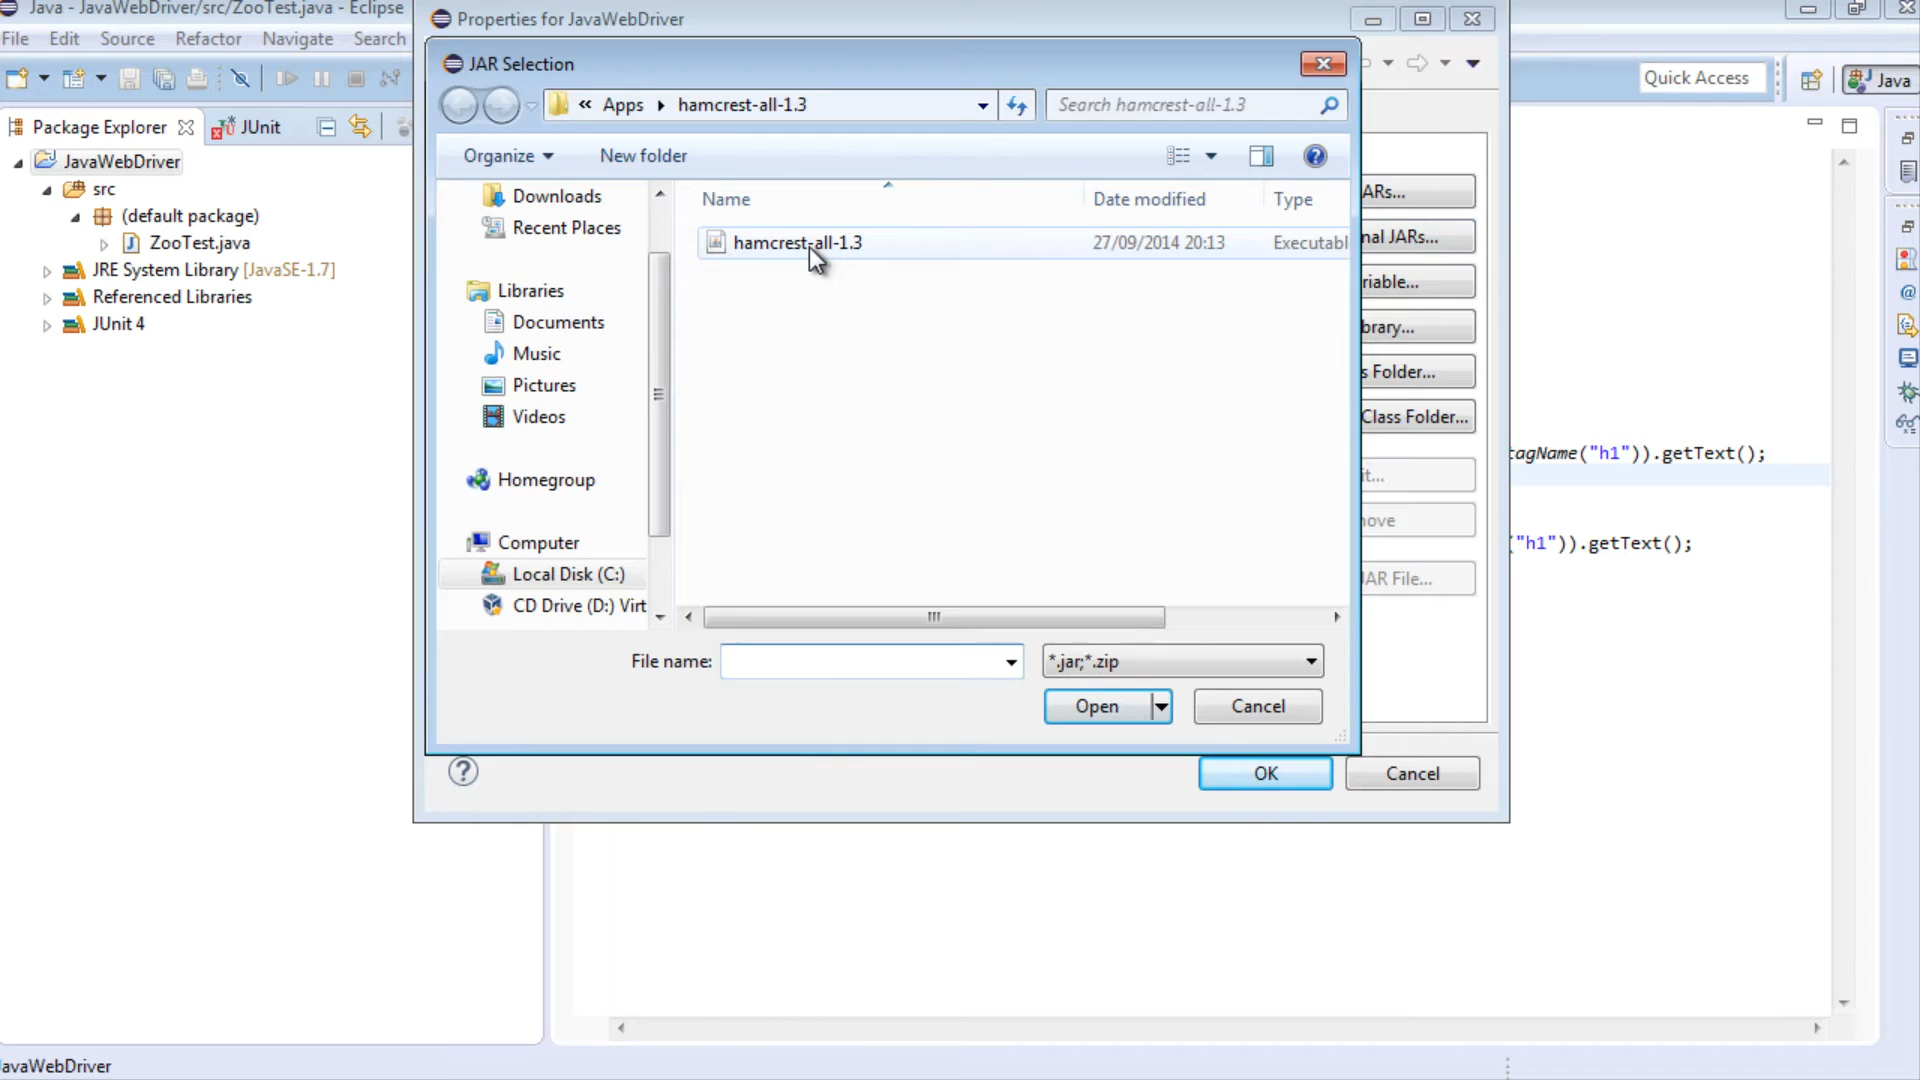 Java - JavaWebDriver/src/ZooTest.java - Eclipse
File Edit Source Refactor Navigate Search
Quick Access
Java
Package Explorer
JUnit
JavaWebDriver
src
(default package)
ZooTest.java
JRE System Library [JavaSE-1.7]
Referenced Libraries
JUnit 4
Properties for JavaWebDriver
JAR Selection
« Apps hamcrest-all-1.3
Search hamcrest-all-1.3
Organize New folder
Downloads
Recent Places
Libraries
Documents
Music
Pictures
Videos
Homegroup
Computer
Local Disk (C:)
CD Drive (D:) Virt
Name Date modified Type
hamcrest-all-1.3 27/09/2014 20:13 Executabl
File name:
*.jar;*.zip
Open Cancel
ARs...
nal JARs...
riable...
brary...
s Folder...
Class Folder...
it...
ove
JAR File...
OK Cancel
tagName("h1")).getText();
("h1")).getText();
avaWebDriver